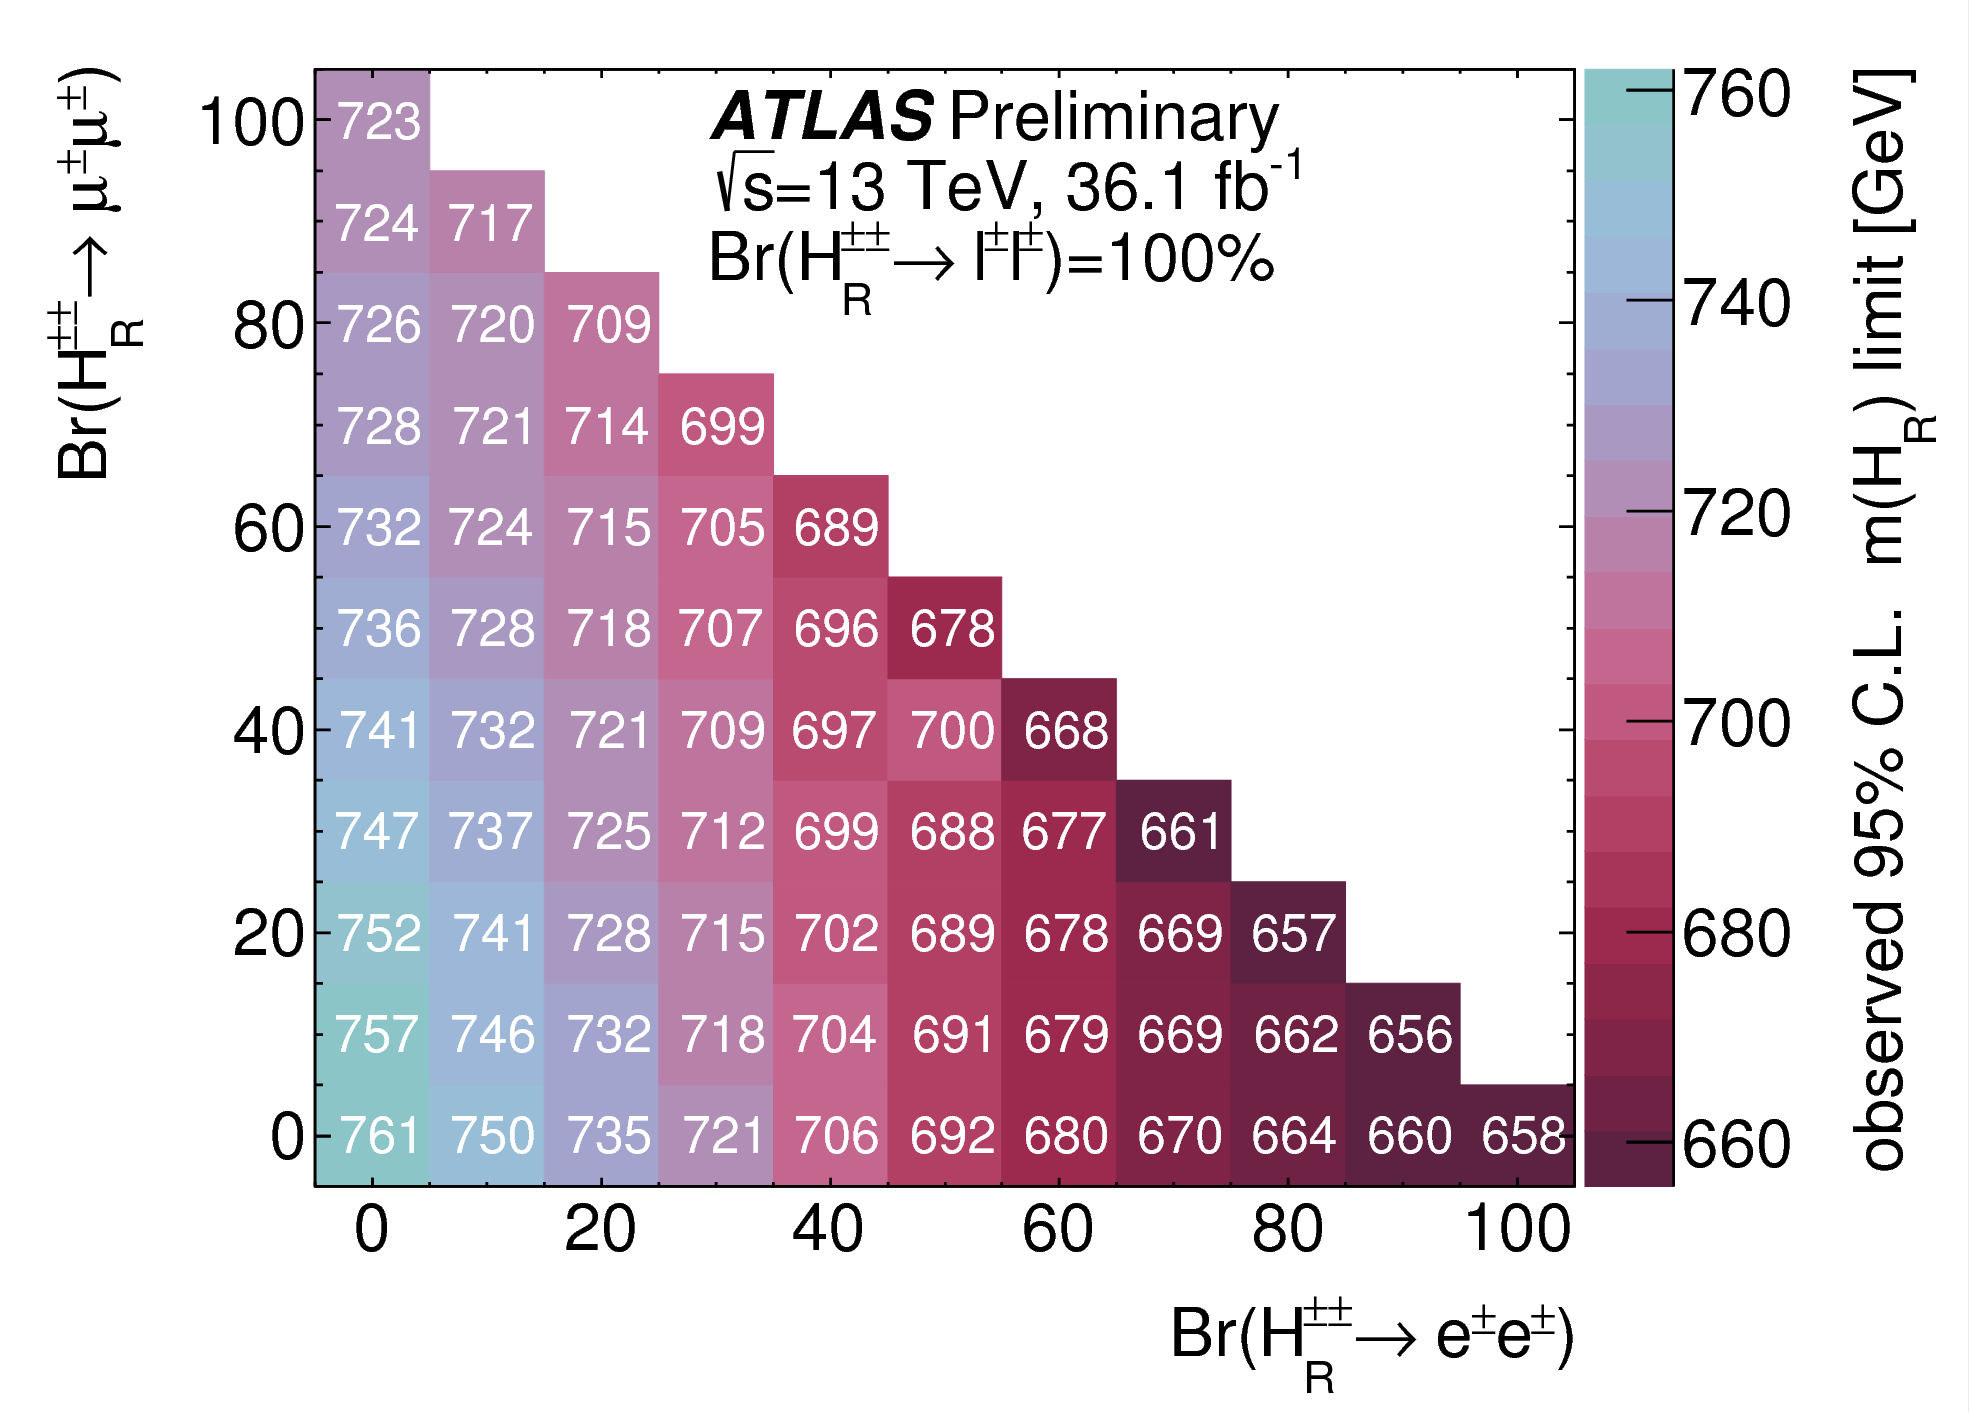 ATLAS Preliminary
√s=13 TeV, 36.1 fb-1
Br(H±±R → l±l±)=100%
Br(H±±R → μ±μ±)
100 723
724 717
80 726 720 709
728 721 714 699
60 732 724 715 705 689
736 728 718 707 696 678
40 741 732 721 709 697 700 668
747 737 725 712 699 688 677 661
20 752 741 728 715 702 689 678 669 657
757 746 732 718 704 691 679 669 662 656
0 761 750 735 721 706 692 680 670 664 660 658
0 20 40 60 80 100
Br(H±±R → e±e±)
760
740
720
700
680
660
observed 95% C.L. m(HR) limit [GeV]